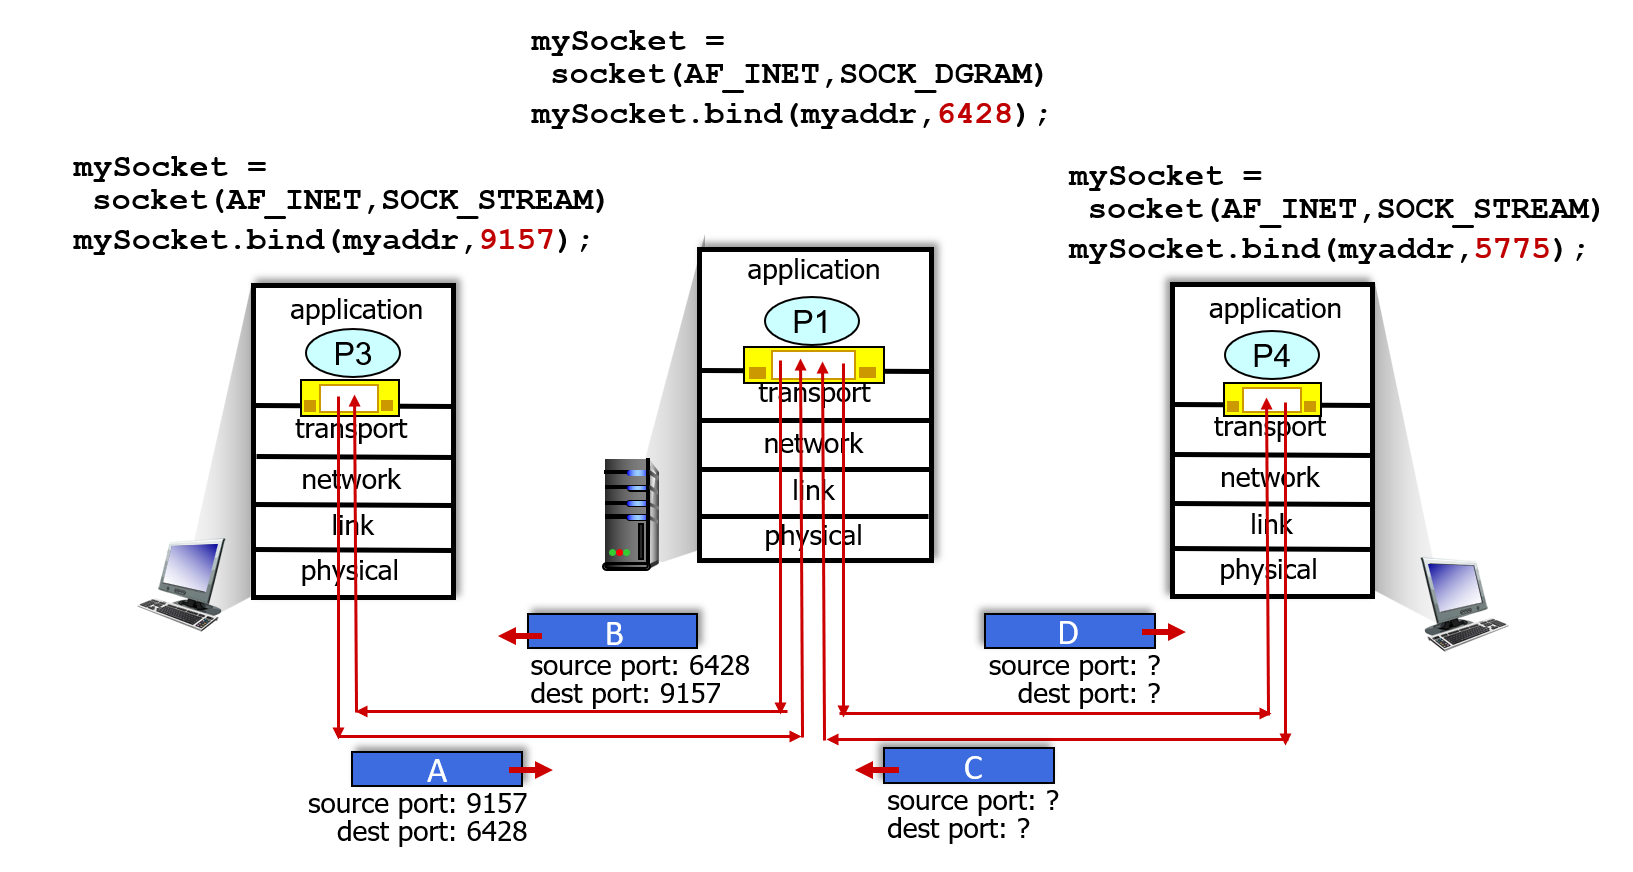 mySocket =
socket(AF_INET,SOCK_DGRAM)
mySocket.bind(myaddr,6428);
mySocket =
socket(AF_INET,SOCK_STREAM)
mySocket.bind(myaddr,9157);
mySocket =
socket(AF_INET,SOCK_STREAM)
mySocket.bind(myaddr,5775);
application
P3
transport
network
link
physical
application
P1
transport
network
link
physical
application
P4
transport
network
link
physical
B
source port: 6428
dest port: 9157
D
source port: ?
dest port: ?
A
source port: 9157
dest port: 6428
C
source port: ?
dest port: ?